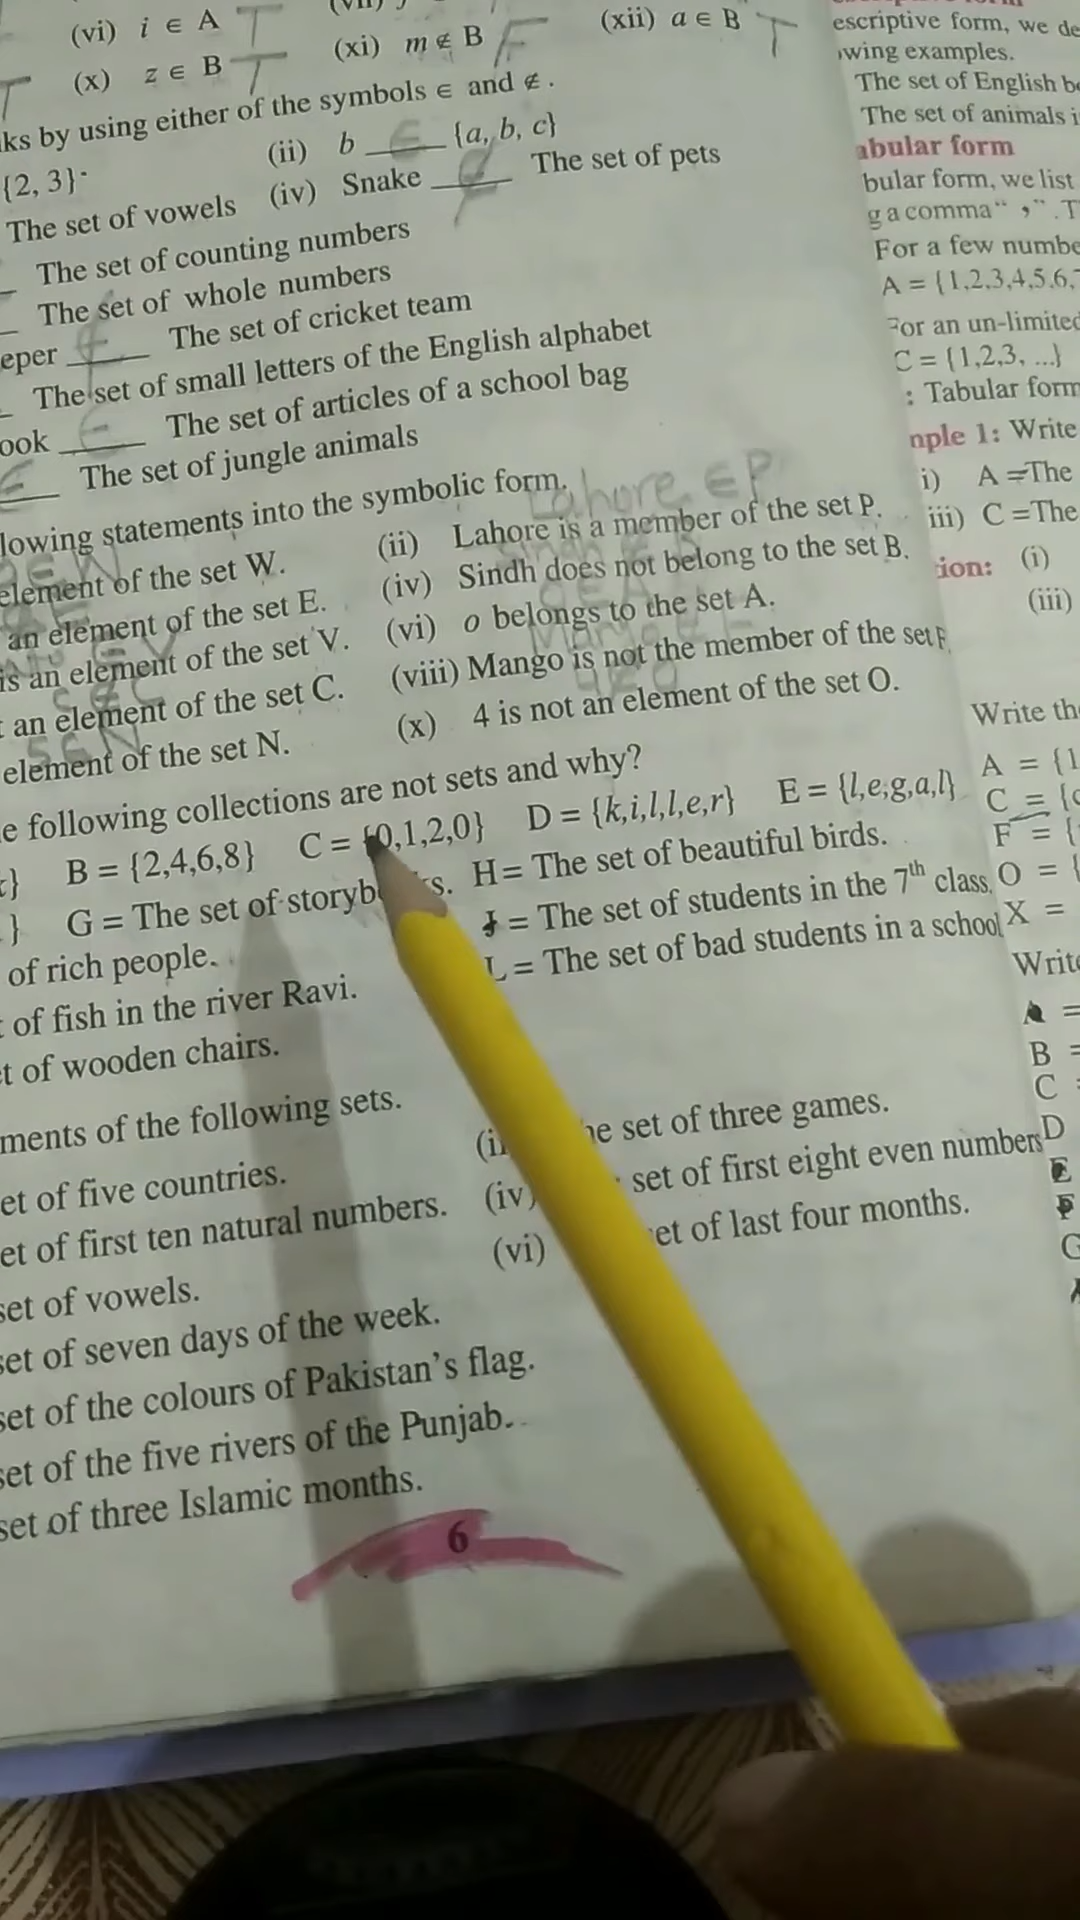 (vi) i ∈ A T
(xii) a ∈ B T
(x) z ∈ B T
(xi) m ∉ B F
ks by using either of the symbols ∈ and ∉.
(ii) b ∈ {a, b, c}
{2, 3}
The set of vowels (iv) Snake ∉ The set of pets
The set of counting numbers
The set of whole numbers
eper The set of cricket team
The set of small letters of the English alphabet
ook ∈ The set of articles of a school bag
∈ The set of jungle animals
lowing statements into the symbolic form.
Lahore ∈ P
element of the set W. (ii) Lahore is a member of the set P.
an element of the set E. (iv) Sindh does not belong to the set B.
is an element of the set V. (vi) o belongs to the set A.
an element of the set C. (viii) Mango is not the member of the set F
element of the set N. (x) 4 is not an element of the set O.
e following collections are not sets and why?
} B = {2,4,6,8} C = {0,1,2,0} D = {k,i,l,l,e,r} E = {l,e,g,a,l}
} G = The set of H = The set of beautiful birds.
of rich people. J = The set of students in the 7th class.
of fish in the river Ravi. L = The set of bad students in a school
t of wooden chairs.
ments of the following sets.
et of five countries. he set of three games.
et of first ten natural numbers. (iv) set of first eight even numbers
set of vowels. (vi) et of last four months.
set of seven days of the week.
set of the colours of Pakistan's flag.
set of the five rivers of the Punjab.
set of three Islamic months.
6
escriptive form, we de
owing examples.
The set of English b
The set of animals i
abular form
bular form, we list
g a comma “ , ”. T
For a few numbe
A = {1,2,3,4,5,6,
For an un-limited
C = {1,2,3, ...}
: Tabular form
mple 1: Write
i) A =The
iii) C =The
ion: (i)
(iii)
Write th
A = {1
C = {
F = {
O = {
X =
Write
A =
B =
C
D
E
F
G